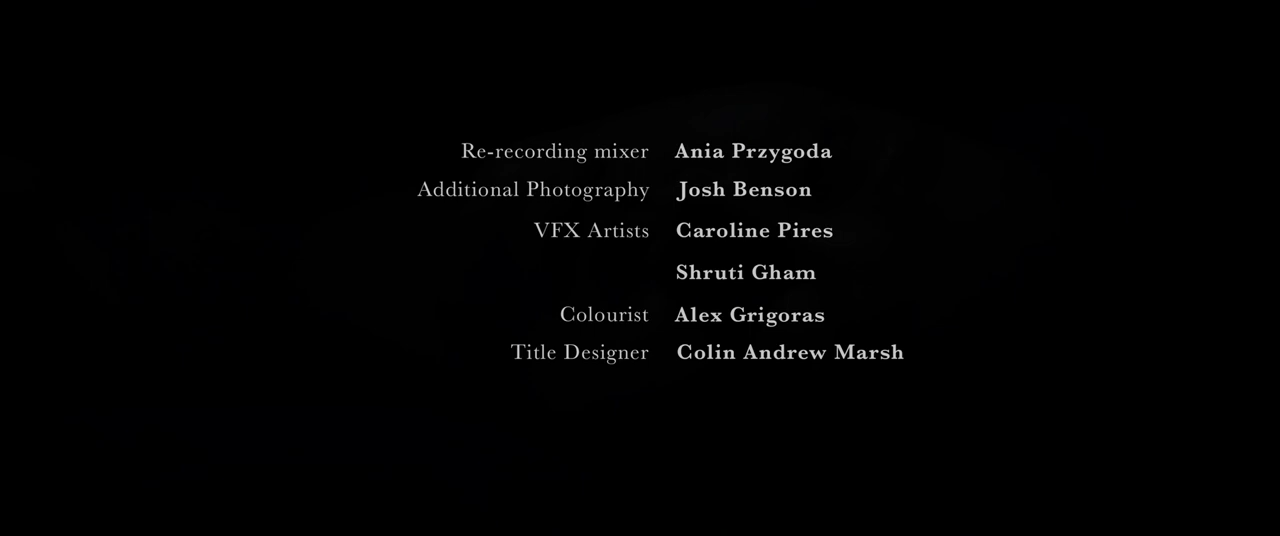 Re-recording mixer Ania Przygoda
Additional Photography Josh Benson
VFX Artists Caroline Pires
Shruti Gham
Colourist Alex Grigoras
Title Designer Colin Andrew Marsh